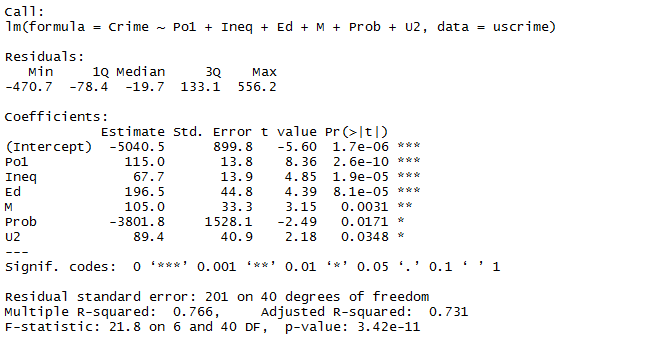 Call:
lm(formula = Crime ~ Po1 + Ineq + Ed + M + Prob + U2, data = uscrime)
Residuals:
Min 1Q Median 3Q Max
-470.7 -78.4 -19.7 133.1 556.2
Coefficients:
Estimate Std. Error t value Pr(>|t|)
(Intercept) -5040.5 899.8 -5.60 1.7e-06 ***
Po1 115.0 13.8 8.36 2.6e-10 ***
Ineq 67.7 13.9 4.85 1.9e-05 ***
Ed 196.5 44.8 4.39 8.1e-05 ***
M 105.0 33.3 3.15 0.0031 **
Prob -3801.8 1528.1 -2.49 0.0171 *
U2 89.4 40.9 2.18 0.0348 *
---
Signif. codes: 0 ‘***’ 0.001 ‘**’ 0.01 ‘*’ 0.05 ‘.’ 0.1 ‘ ’ 1
Residual standard error: 201 on 40 degrees of freedom
Multiple R-squared: 0.766, Adjusted R-squared: 0.731
F-statistic: 21.8 on 6 and 40 DF, p-value: 3.42e-11